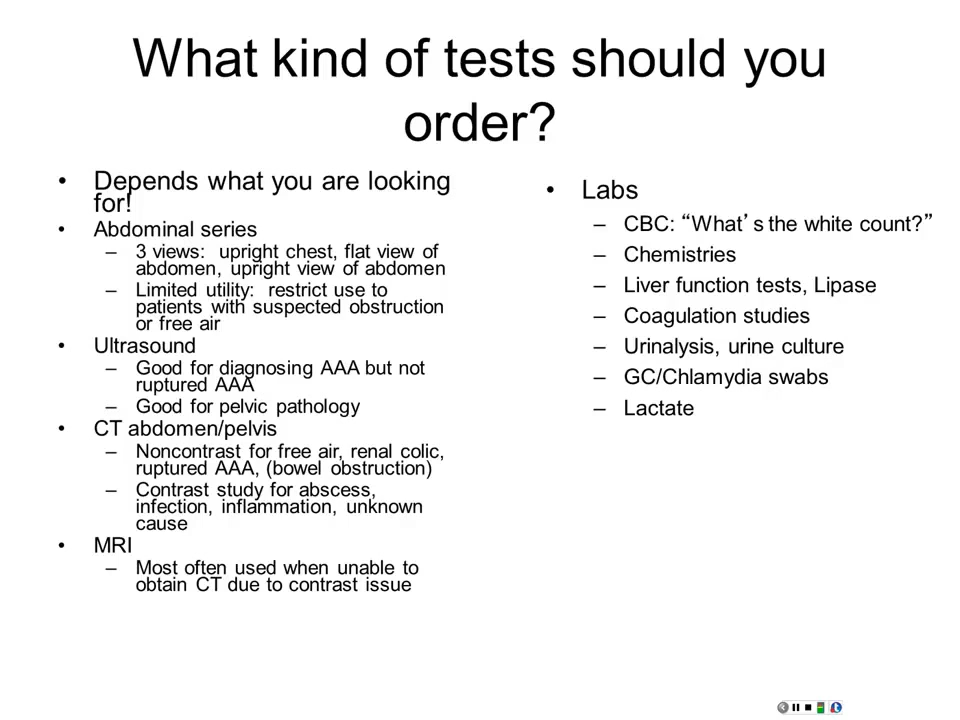 What kind of tests should you
order?
• Depends what you are looking
for!
• Abdominal series
– 3 views: upright chest, flat view of
abdomen, upright view of abdomen
– Limited utility: restrict use to
patients with suspected obstruction
or free air
• Ultrasound
– Good for diagnosing AAA but not
ruptured AAA
– Good for pelvic pathology
• CT abdomen/pelvis
– Noncontrast for free air, renal colic,
ruptured AAA, (bowel obstruction)
– Contrast study for abscess,
infection, inflammation, unknown
cause
• MRI
– Most often used when unable to
obtain CT due to contrast issue
• Labs
– CBC: “What’s the white count?”
– Chemistries
– Liver function tests, Lipase
– Coagulation studies
– Urinalysis, urine culture
– GC/Chlamydia swabs
– Lactate